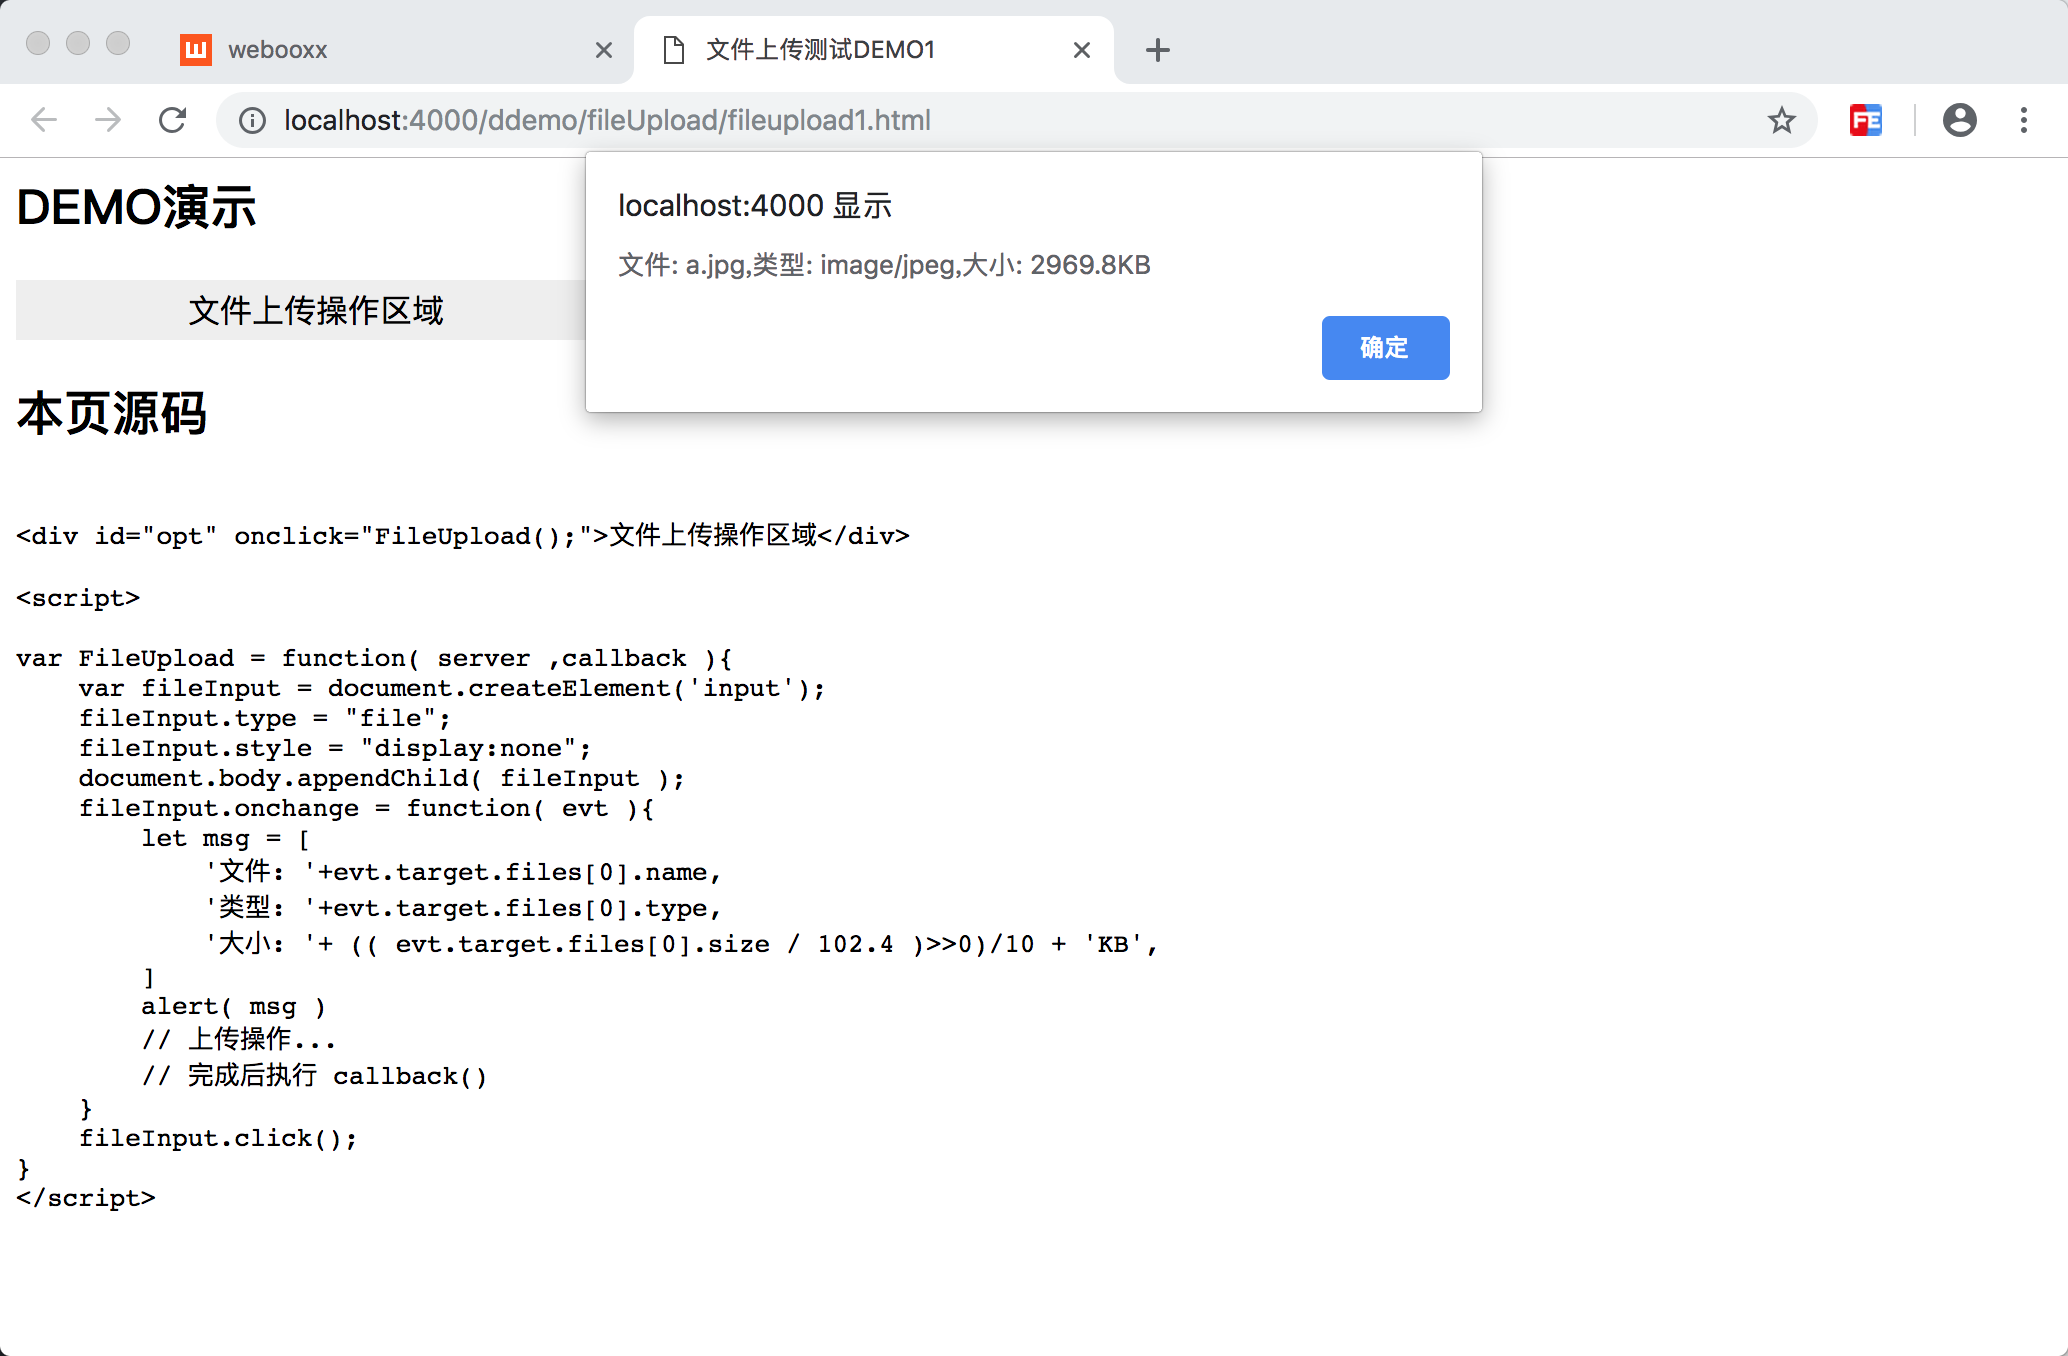 webooxx
文件上传测试DEMO1
localhost:4000/ddemo/fileUpload/fileupload1.html
FE
localhost:4000 显示
文件: a.jpg,类型: image/jpeg,大小: 2969.8KB
确定
DEMO演示
文件上传操作区域
本页源码
<div id="opt" onclick="FileUpload();">文件上传操作区域</div>
<script>
var FileUpload = function( server ,callback ){
    var fileInput = document.createElement('input');
    fileInput.type = "file";
    fileInput.style = "display:none";
    document.body.appendChild( fileInput );
    fileInput.onchange = function( evt ){
        let msg = [
            '文件: '+evt.target.files[0].name,
            '类型: '+evt.target.files[0].type,
            '大小: '+ (( evt.target.files[0].size / 102.4 )>>0)/10 + 'KB',
        ]
        alert( msg )
        // 上传操作...
        // 完成后执行 callback()
    }
    fileInput.click();
}
</script>